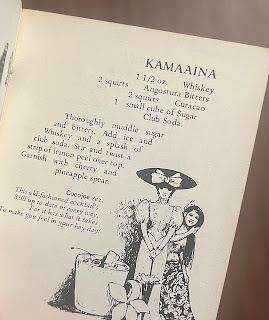 KAMAAINA
1 1/2 oz. Whiskey
2 squirts Angostura Bitters
2 squirts Curacao
1 small cube of Sugar
Club Soda.
Thoroughly muddle sugar
and bitters. Add ice and
Whiskey and a splash of
club soda. Stir and twist a
strip of lemon peel over top.
Garnish with cherry and
pineapple spear.
Cocojoe sez:
This old-fashioned cocktail's
Still up to date in every way,
For it has what it takes
To make you feel in your hey-day!